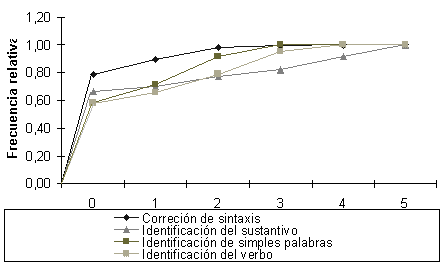 1,20
1,00
0,80
0,60
0,40
0,20
0,00
Frecuencia relativa
0 1 2 3 4 5
Correción de sintaxis
Identificación del sustantivo
Identificación de simples palabras
Identificación del verbo